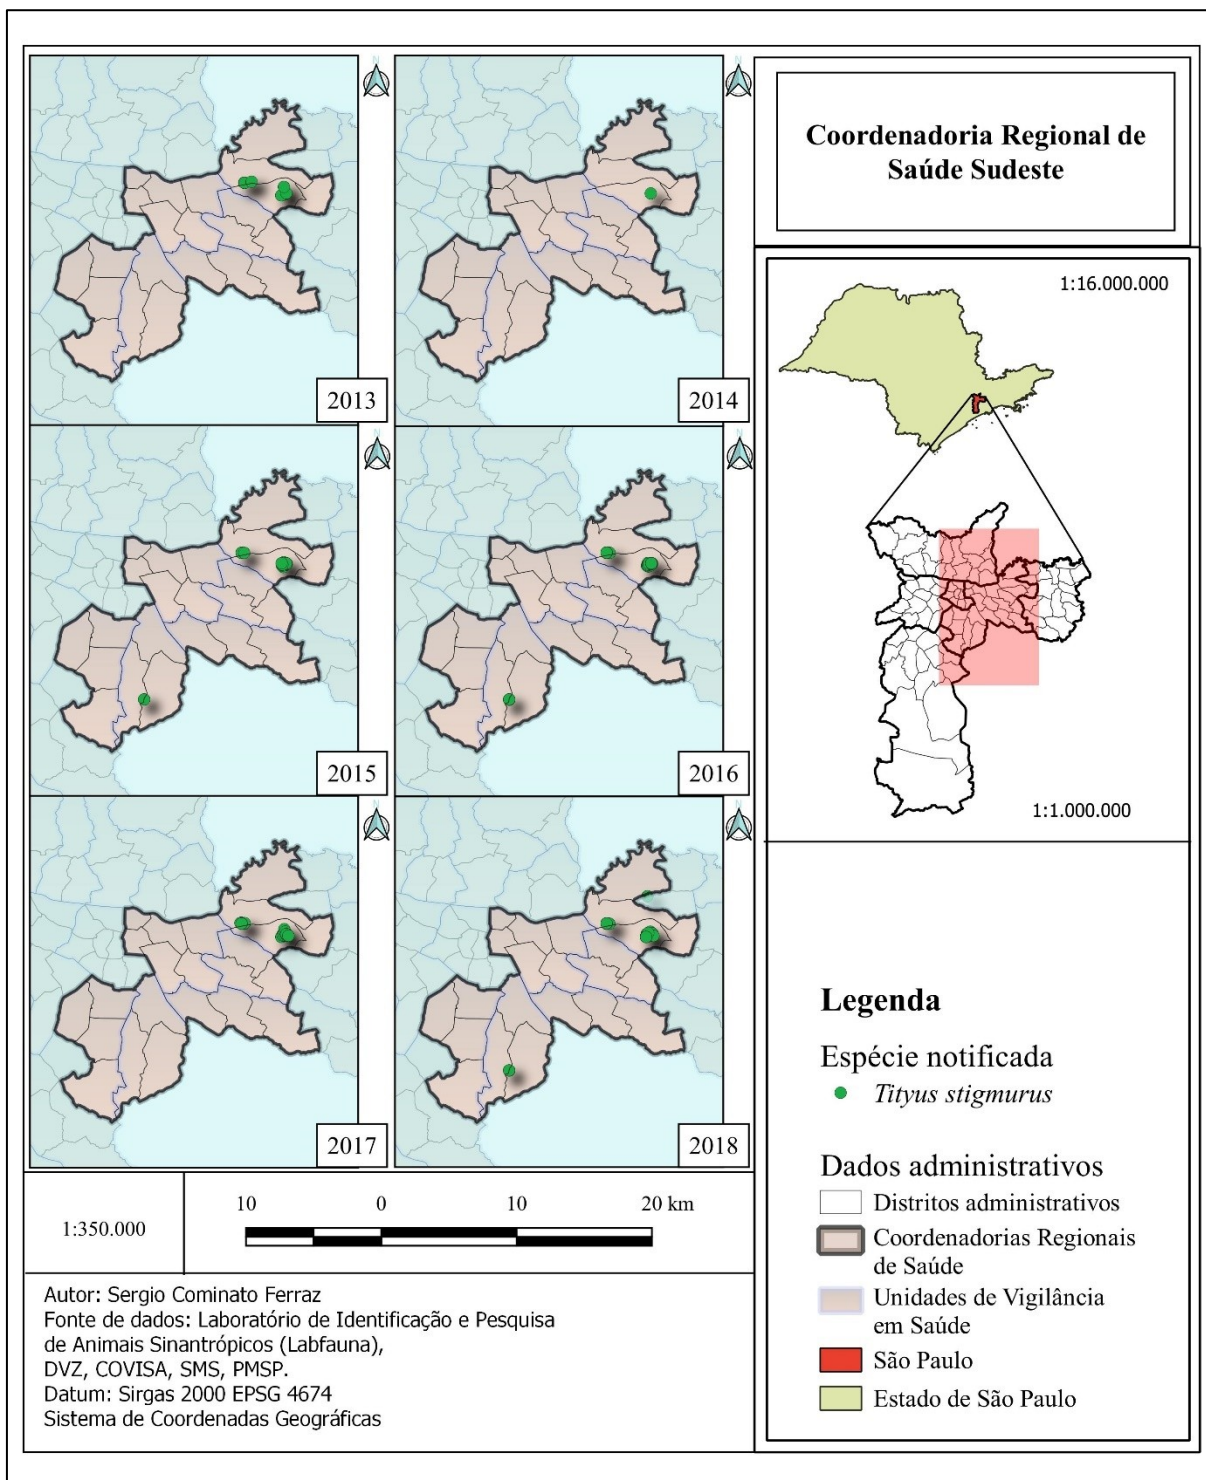 Coordenadoria Regional de
Saúde Sudeste
N
N
2013
2014
N
N
2015
2016
N
N
2017
2018
1:16.000.000
1:1.000.000
Legenda
Espécie notificada
Tityus stigmurus
Dados administrativos
Distritos administrativos
Coordenadorias Regionais
de Saúde
Unidades de Vigilância
em Saúde
São Paulo
Estado de São Paulo
1:350.000
10 0 10 20 km
Autor: Sergio Cominato Ferraz
Fonte de dados: Laboratório de Identificação e Pesquisa
de Animais Sinantrópicos (Labfauna),
DVZ, COVISA, SMS, PMSP.
Datum: Sirgas 2000 EPSG 4674
Sistema de Coordenadas Geográficas